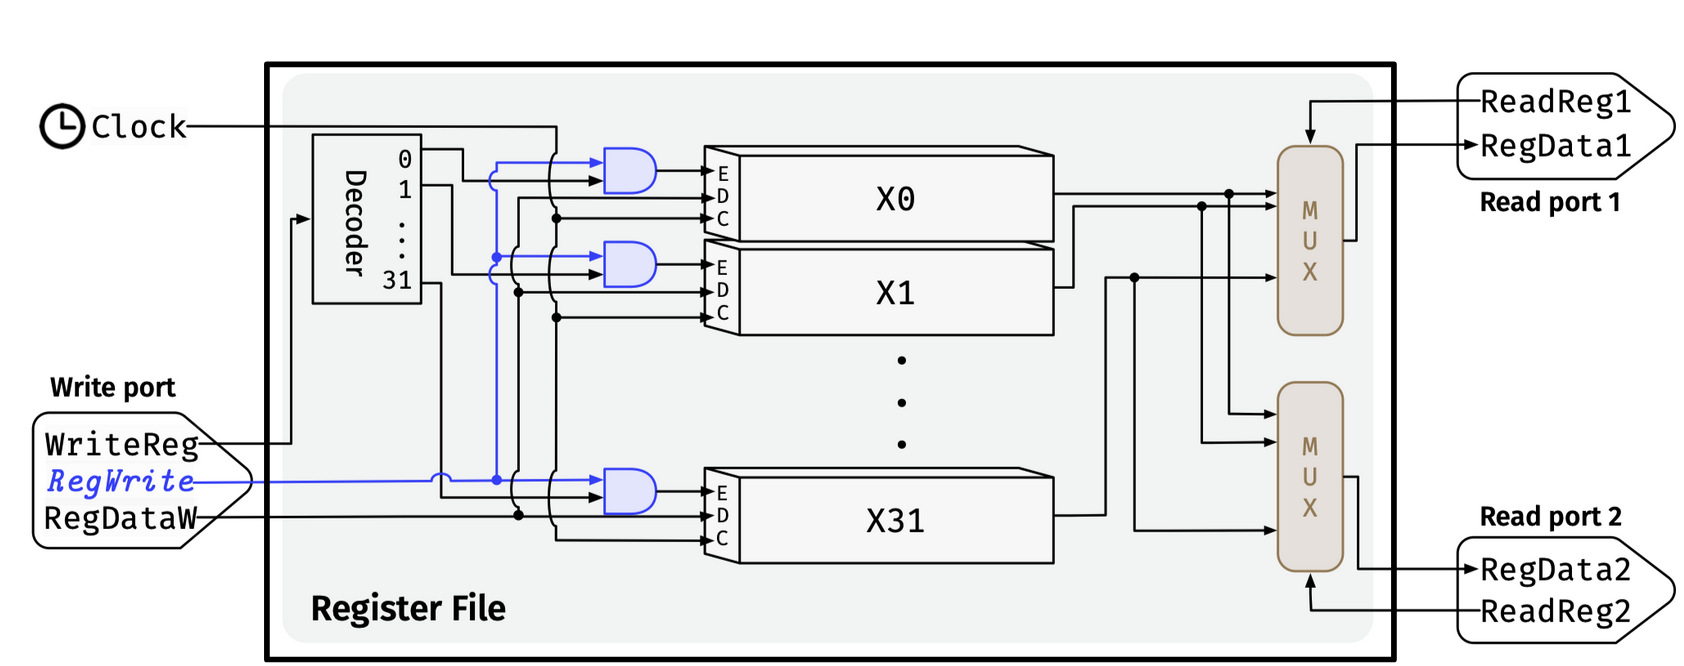 Clock
Decoder
0
1
31
E
D
C
X0
E
D
C
X1
E
D
C
X31
M
U
X
M
U
X
ReadReg1
RegData1
Read port 1
Write port
WriteReg
RegWrite
RegDataW
Read port 2
RegData2
ReadReg2
Register File